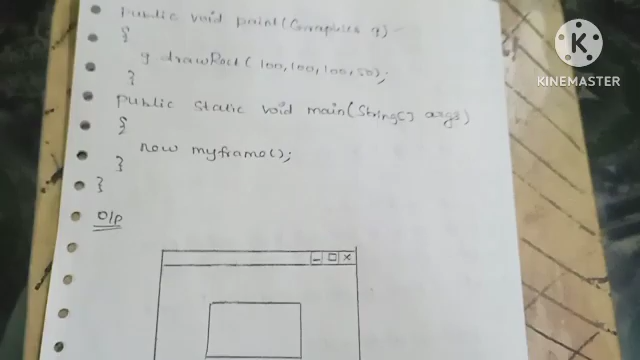 Public void paint(Graphics g)
{
g drawRect (100,100,100,50);
}
Public static void main(String[] args)
{
new myframe();
}
}
O/P
KINEMASTER